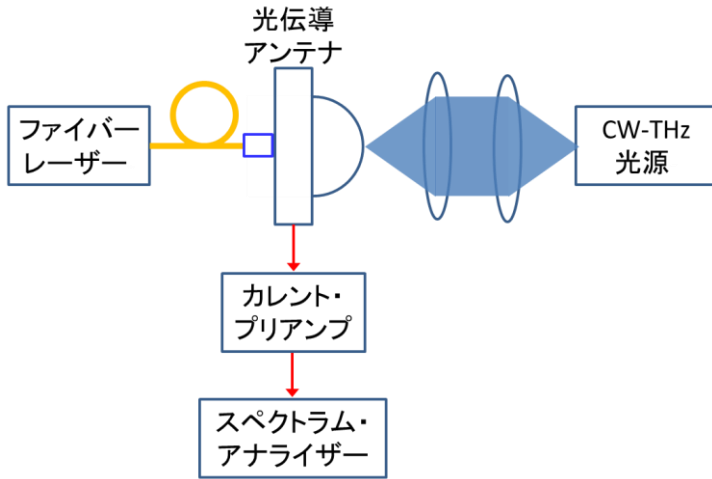 光伝導
アンテナ
ファイバー
レーザー
CW-THz
光源
カレント・
プリアンプ
スペクトラム・
アナライザー